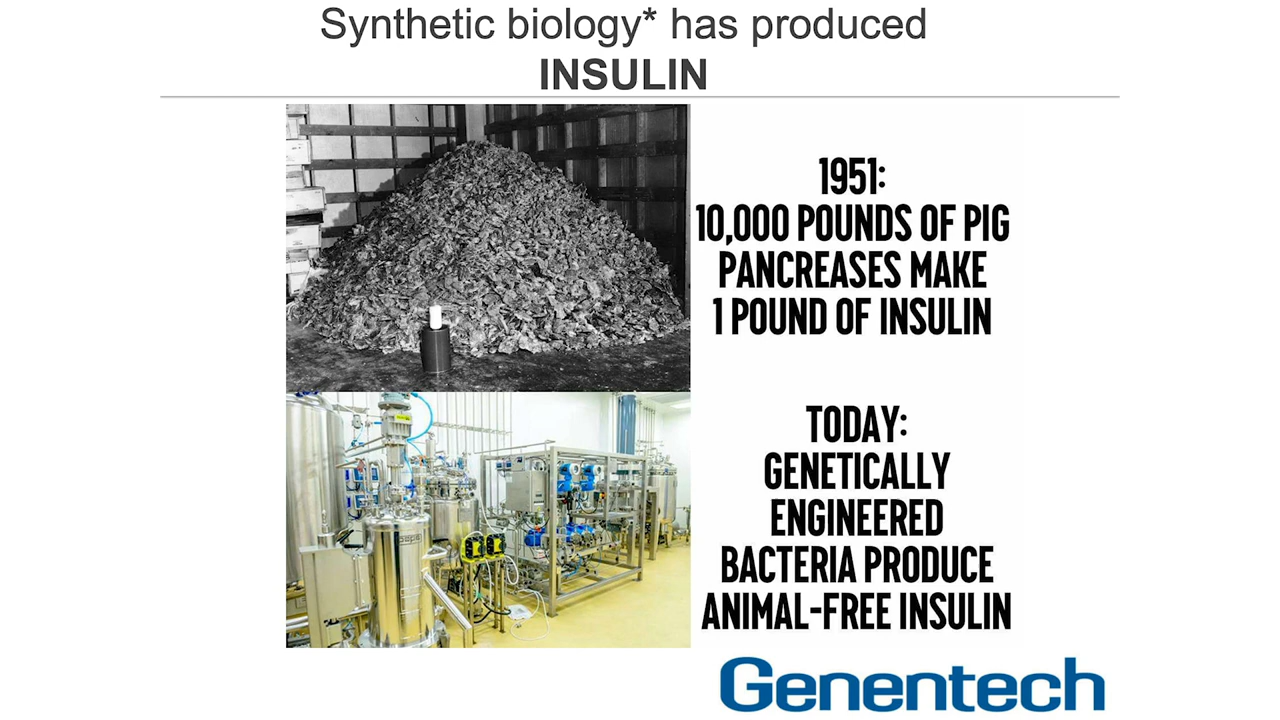 Synthetic biology* has produced
INSULIN
1951:
10,000 POUNDS OF PIG
PANCREASES MAKE
1 POUND OF INSULIN
TODAY:
GENETICALLY
ENGINEERED
BACTERIA PRODUCE
ANIMAL-FREE INSULIN
Genentech